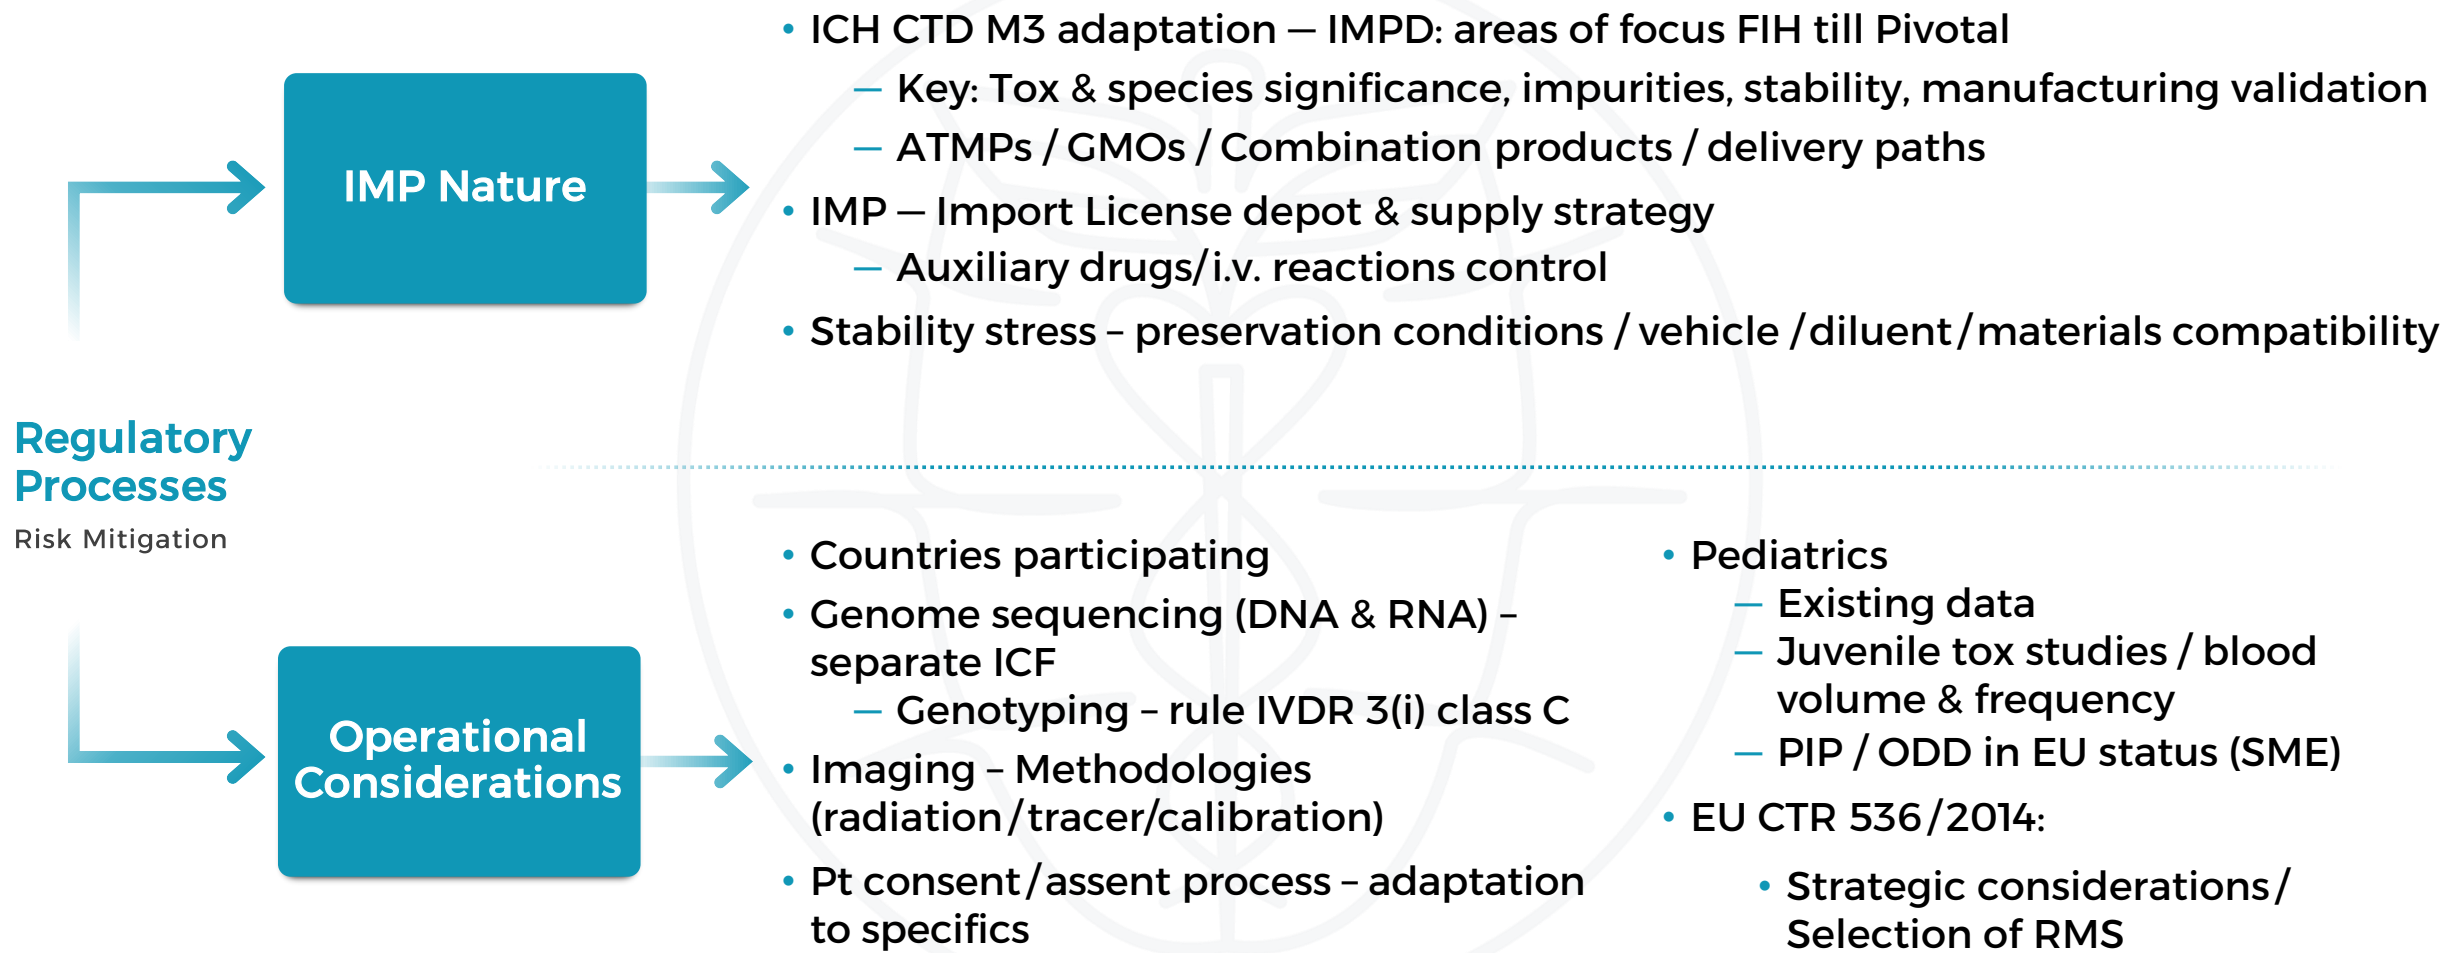 • ICH CTD M3 adaptation — IMPD: areas of focus FIH till Pivotal
— Key: Tox & species significance, impurities, stability, manufacturing validation
— ATMPs / GMOs / Combination products / delivery paths
IMP Nature
• IMP — Import License depot & supply strategy
— Auxiliary drugs/i.v. reactions control
• Stability stress – preservation conditions / vehicle /diluent/materials compatibility
Regulatory
Processes
Risk Mitigation
Operational
Considerations
• Countries participating
• Genome sequencing (DNA & RNA) –
separate ICF
— Genotyping – rule IVDR 3(i) class C
• Imaging – Methodologies
(radiation/tracer/calibration)
• Pt consent/assent process – adaptation
to specifics
• Pediatrics
— Existing data
— Juvenile tox studies / blood
volume & frequency
— PIP / ODD in EU status (SME)
• EU CTR 536/2014:
• Strategic considerations/
Selection of RMS